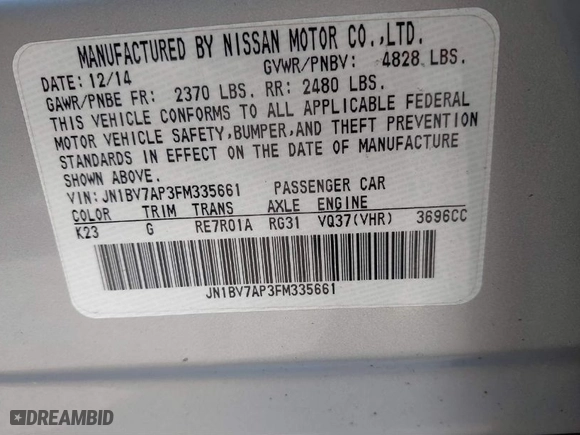 MANUFACTURED BY NISSAN MOTOR CO.,LTD.
DATE: 12/14 GVWR/PNBV: 4828 LBS.
GAWR/PNBE FR: 2370 LBS. RR: 2480 LBS.
THIS VEHICLE CONFORMS TO ALL APPLICABLE FEDERAL
MOTOR VEHICLE SAFETY,BUMPER,AND THEFT PREVENTION
STANDARDS IN EFFECT ON THE DATE OF MANUFACTURE
SHOWN ABOVE.
VIN: JN1BV7AP3FM335661 PASSENGER CAR
COLOR TRIM TRANS AXLE ENGINE
K23 G RE7R01A RG31 VQ37(VHR) 3696CC
JN1BV7AP3FM335661
DREAMBID